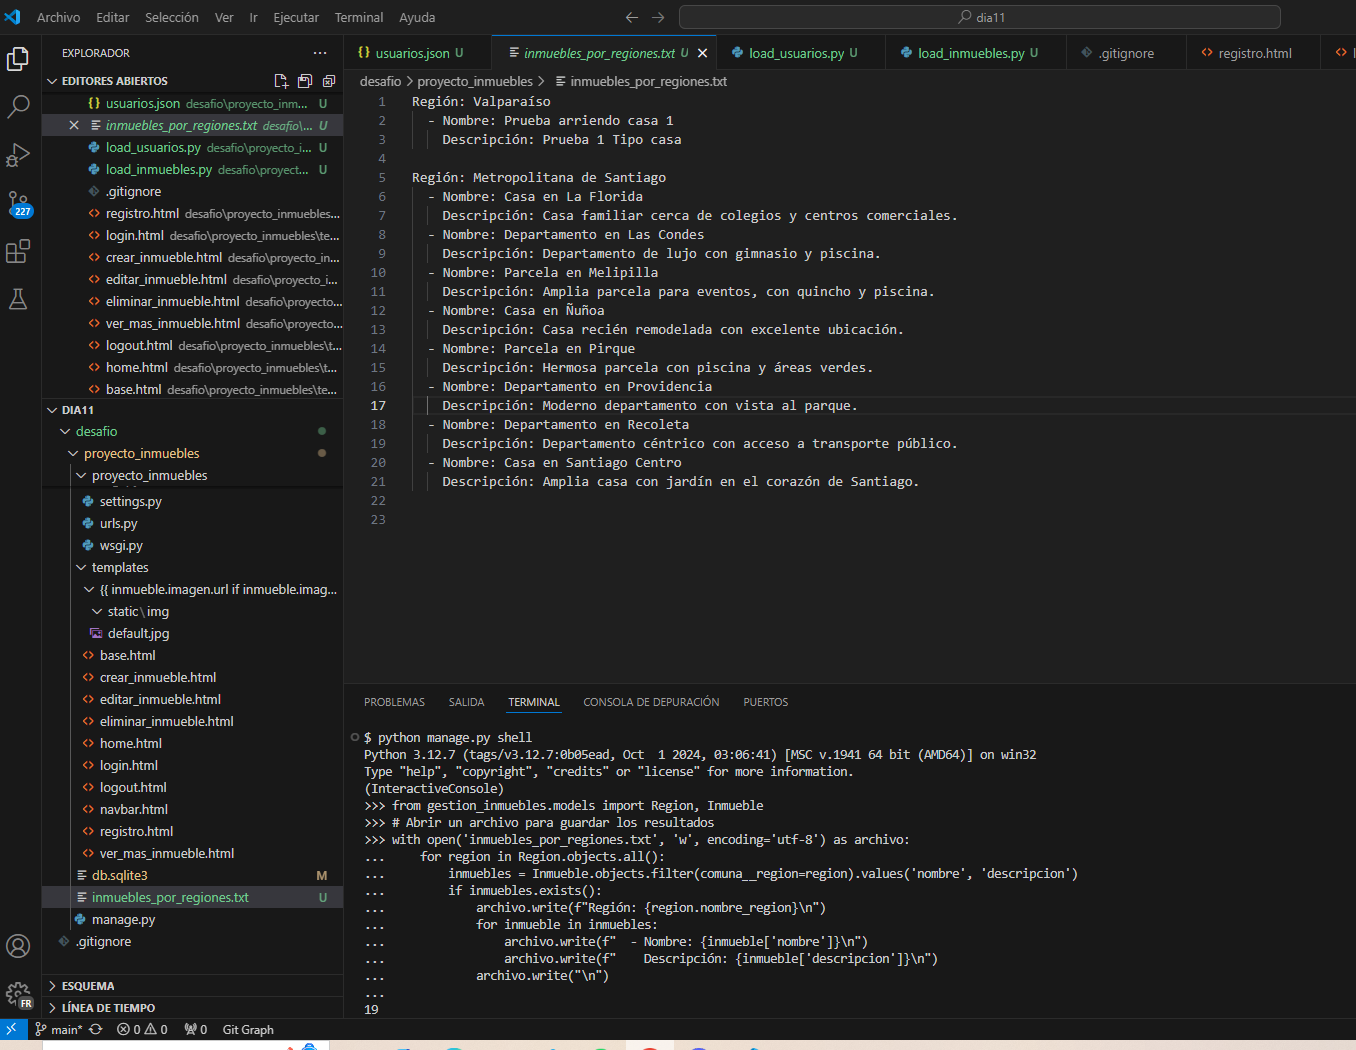 Archivo Editar Selección Ver Ir Ejecutar Terminal Ayuda
dia11
EXPLORADOR
EDITORES ABIERTOS
usuarios.json desafio\proyecto_inm... U
inmuebles_por_regiones.txt desafio\... U
load_usuarios.py desafio\proyecto_i... U
load_inmuebles.py desafio\proyect... U
.gitignore
registro.html desafio\proyecto_inmuebles...
login.html desafio\proyecto_inmuebles\te...
crear_inmueble.html desafio\proyecto_in...
editar_inmueble.html desafio\proyecto_i...
eliminar_inmueble.html desafio\proyecto...
ver_mas_inmueble.html desafio\proyecto...
logout.html desafio\proyecto_inmuebles\t...
home.html desafio\proyecto_inmuebles\te...
base.html desafio\proyecto_inmuebles\te...
DIA11
desafio
proyecto_inmuebles
proyecto_inmuebles
settings.py
urls.py
wsgi.py
templates
{{ inmueble.imagen.url if inmueble.imag...
static\img
default.jpg
base.html
crear_inmueble.html
editar_inmueble.html
eliminar_inmueble.html
home.html
login.html
logout.html
navbar.html
registro.html
ver_mas_inmueble.html
db.sqlite3 M
inmuebles_por_regiones.txt U
manage.py
.gitignore
ESQUEMA
LÍNEA DE TIEMPO
227
FR
usuarios.json U
inmuebles_por_regiones.txt U
load_usuarios.py U
load_inmuebles.py U
.gitignore
registro.html
desafio > proyecto_inmuebles > inmuebles_por_regiones.txt
1 Región: Valparaíso
2 - Nombre: Prueba arriendo casa 1
3 Descripción: Prueba 1 Tipo casa
4
5 Región: Metropolitana de Santiago
6 - Nombre: Casa en La Florida
7 Descripción: Casa familiar cerca de colegios y centros comerciales.
8 - Nombre: Departamento en Las Condes
9 Descripción: Departamento de lujo con gimnasio y piscina.
10 - Nombre: Parcela en Melipilla
11 Descripción: Amplia parcela para eventos, con quincho y piscina.
12 - Nombre: Casa en Ñuñoa
13 Descripción: Casa recién remodelada con excelente ubicación.
14 - Nombre: Parcela en Pirque
15 Descripción: Hermosa parcela con piscina y áreas verdes.
16 - Nombre: Departamento en Providencia
17 Descripción: Moderno departamento con vista al parque.
18 - Nombre: Departamento en Recoleta
19 Descripción: Departamento céntrico con acceso a transporte público.
20 - Nombre: Casa en Santiago Centro
21 Descripción: Amplia casa con jardín en el corazón de Santiago.
22
23
PROBLEMAS SALIDA TERMINAL CONSOLA DE DEPURACIÓN PUERTOS
$ python manage.py shell
Python 3.12.7 (tags/v3.12.7:0b05ead, Oct  1 2024, 03:06:41) [MSC v.1941 64 bit (AMD64)] on win32
Type "help", "copyright", "credits" or "license" for more information.
(InteractiveConsole)
>>> from gestion_inmuebles.models import Region, Inmueble
>>> # Abrir un archivo para guardar los resultados
>>> with open('inmuebles_por_regiones.txt', 'w', encoding='utf-8') as archivo:
...     for region in Region.objects.all():
...         inmuebles = Inmueble.objects.filter(comuna__region=region).values('nombre', 'descripcion')
...         if inmuebles.exists():
...             archivo.write(f"Región: {region.nombre_region}\n")
...             for inmueble in inmuebles:
...                 archivo.write(f"  - Nombre: {inmueble['nombre']}\n")
...                 archivo.write(f"    Descripción: {inmueble['descripcion']}\n")
...             archivo.write("\n")
...
19
main* 0 0 0 Git Graph